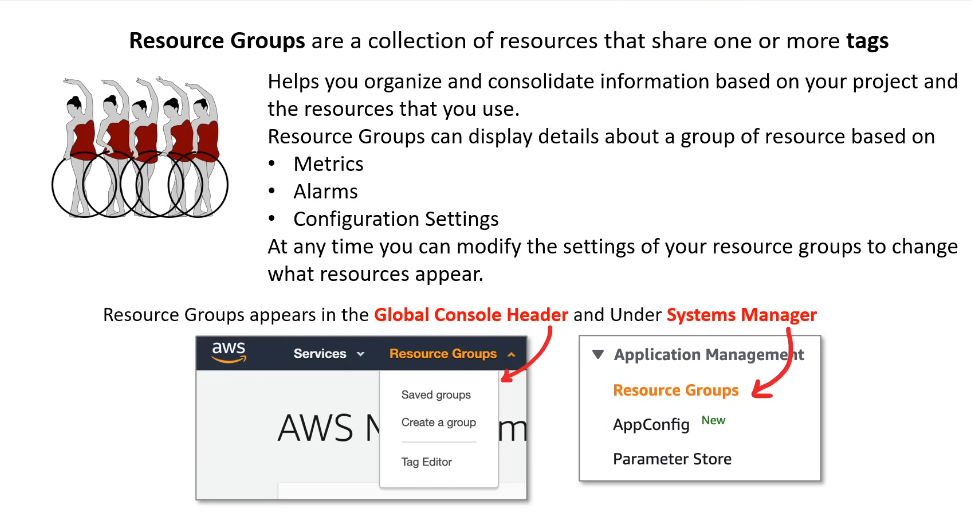 Resource Groups are a collection of resources that share one or more tags
Helps you organize and consolidate information based on your project and
the resources that you use.
Resource Groups can display details about a group of resource based on
• Metrics
• Alarms
• Configuration Settings
At any time you can modify the settings of your resource groups to change
what resources appear.
Resource Groups appears in the Global Console Header and Under Systems Manager
aws Services Resource Groups
Saved groups
Create a group
Tag Editor
AWS M m
Application Management
Resource Groups
AppConfig New
Parameter Store